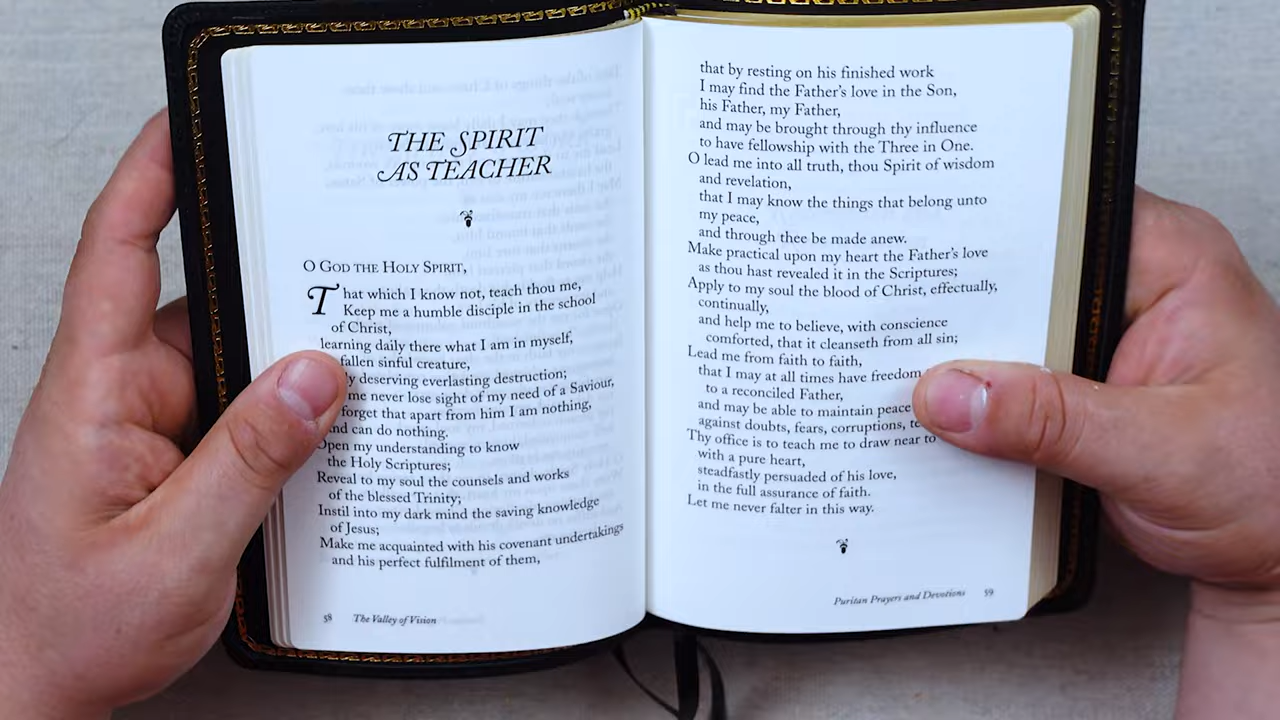 THE SPIRIT
AS TEACHER
O GOD THE HOLY SPIRIT,
That which I know not, teach thou me,
Keep me a humble disciple in the school
of Christ,
learning daily there what I am in myself,
fallen sinful creature,
deserving everlasting destruction;
me never lose sight of my need of a Saviour,
forget that apart from him I am nothing,
and can do nothing.
Open my understanding to know
the Holy Scriptures;
Reveal to my soul the counsels and works
of the blessed Trinity;
Instil into my dark mind the saving knowledge
of Jesus;
Make me acquainted with his covenant undertakings
and his perfect fulfilment of them,
58 The Valley of Vision
that by resting on his finished work
I may find the Father's love in the Son,
his Father, my Father,
and may be brought through thy influence
to have fellowship with the Three in One.
O lead me into all truth, thou Spirit of wisdom
and revelation,
that I may know the things that belong unto
my peace,
and through thee be made anew.
Make practical upon my heart the Father's love
as thou hast revealed it in the Scriptures;
Apply to my soul the blood of Christ, effectually,
continually,
and help me to believe, with conscience
comforted, that it cleanseth from all sin;
Lead me from faith to faith,
that I may at all times have freedom
to a reconciled Father,
and may be able to maintain peace
against doubts, fears, corruptions,
Thy office is to teach me to draw near to
with a pure heart,
steadfastly persuaded of his love,
in the full assurance of faith.
Let me never falter in this way.
Puritan Prayers and Devotions 59